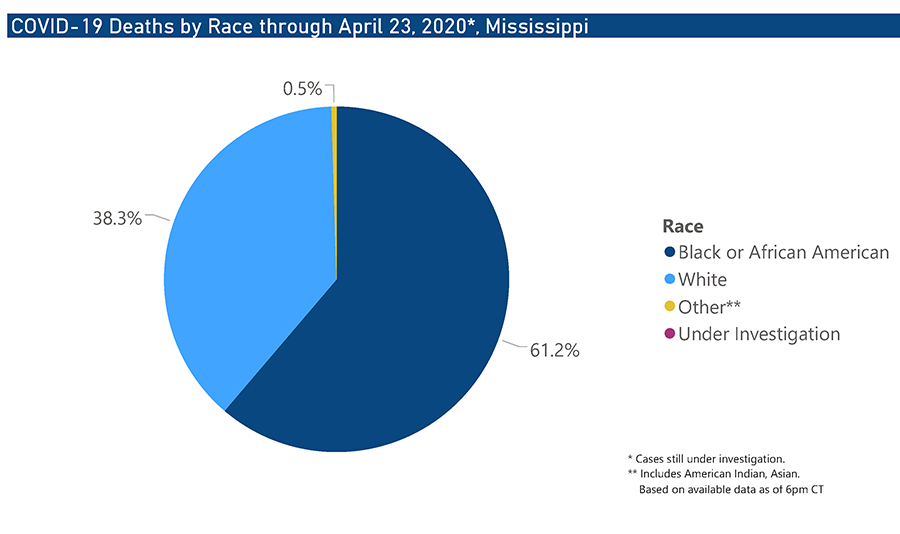 COVID-19 Deaths by Race through April 23, 2020*, Mississippi
0.5%
38.3%
61.2%
Race
Black or African American
White
Other**
Under Investigation
* Cases still under investigation.
** Includes American Indian, Asian.
Based on available data as of 6pm CT